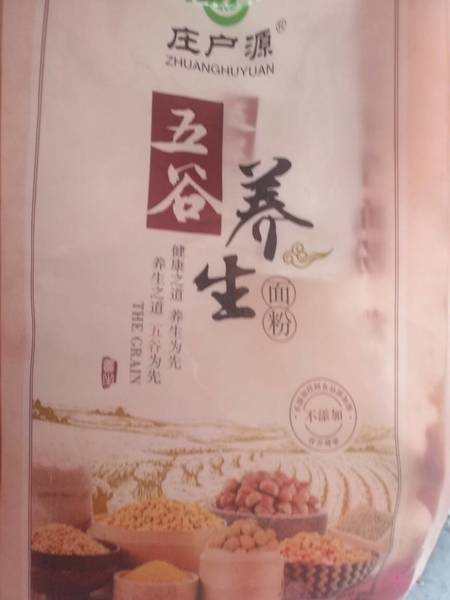 庄户源®
ZHUANGHUYUAN
五谷
养生
面粉
健康之道 养生为先
养生之道 五谷为先
THE GRAIN
不添加